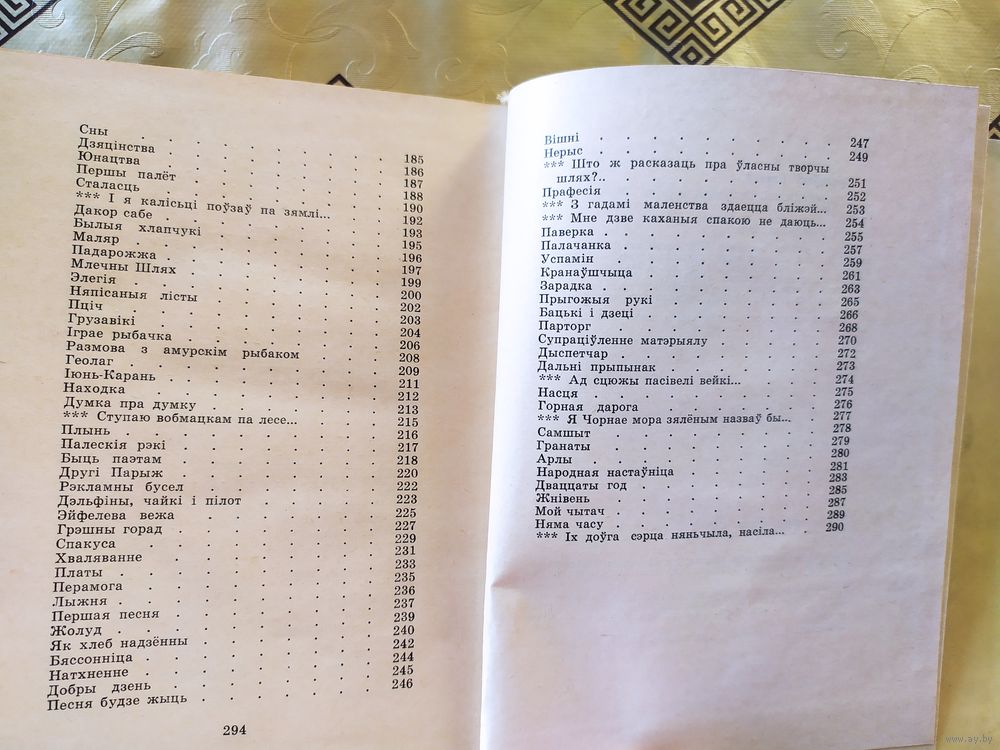 Сны . . . 185
Дзяцінства . . . 186
Юнацтва . . . 187
Першы палёт . . . 188
Сталасць . . . 190
*** І я калісьці поўзаў па зямлі... . . . 192
Дакор сабе . . . 193
Былыя хлапчукі . . . 195
Маляр . . . 196
Падарожжа . . . 197
Млечны Шлях . . . 199
Элегія . . . 200
Няпісаныя лісты . . . 202
Пціч . . . 203
Грузавікі . . . 204
Іграе рыбачка . . . 206
Размова з амурскім рыбаком . . . 208
Геолаг . . . 209
Іюнь-Карань . . . 211
Находка . . . 212
Думка пра думку . . . 213
*** Ступаю вобмацкам па лесе... . . . 215
Плынь . . . 216
Палескія рэкі . . . 217
Быць паэтам . . . 218
Другі Парыж . . . 220
Рэкламны бусел . . . 222
Дэльфіны, чайкі і пілот . . . 223
Эйфелева вежа . . . 225
Грэшны горад . . . 227
Спакуса . . . 229
Хваляванне . . . 231
Платы . . . 233
Перамога . . . 235
Лыжня . . . 236
Першая песня . . . 237
Жолуд . . . 239
Як хлеб надзённы . . . 240
Бяссонніца . . . 242
Натхненне . . . 244
Добры дзень . . . 245
Песня будзе жыць . . . 246
294
Вішні . . . 247
Нерыс . . . 249
*** Што ж расказаць пра ўласны творчы
шлях?.. . . . 251
Прафесія . . . 252
*** З гадамі маленства здаецца бліжэй... 253
*** Мне дзве каханыя спакою не даюць... 254
Паверка . . . 255
Палачанка . . . 257
Успамін . . . 259
Кранаўшчыца . . . 261
Зарадка . . . 263
Прыгожыя рукі . . . 265
Бацькі і дзеці . . . 266
Парторг . . . 268
Супраціўленне матэрыялу . . . 270
Дыспетчар . . . 272
Дальні прыпынак . . . 273
*** Ад сцюжы пасівелі вейкі... . . . 274
Насця . . . 275
Горная дарога . . . 276
*** Я Чорнае мора зялёным назваў бы... . 277
Самшыт . . . 278
Гранаты . . . 279
Арлы . . . 280
Народная настаўніца . . . 281
Дваццаты год . . . 283
Жнівень . . . 285
Мой чытач . . . 287
Няма часу . . . 289
*** Іх доўга сэрца няньчыла, насіла... . 290
www.ay.by